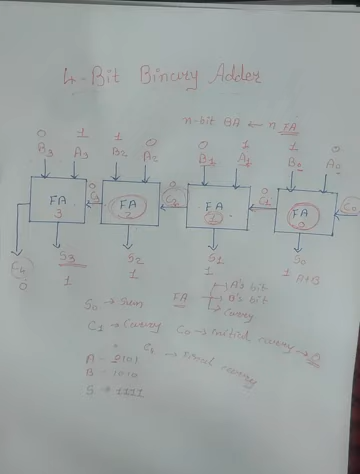 4-Bit Binary Adder
n-bit BA ← n FA
0 1 1 0 0 1 1 0
B3 A3 B2 A2 B1 A1 B0 A0
0 0 0
FA 3 C3 FA 2 C2 FA 1 C1 FA 0 C0
C4 S3 S2 S1 S0
0 1 1 1 1 A+B
A's bit
S0 → Sum FA → B's bit
Carry
C1 → Carry C0 → Initial carry → 0
C4 → Final carry
A = 0101
B = 1010
S = 1111